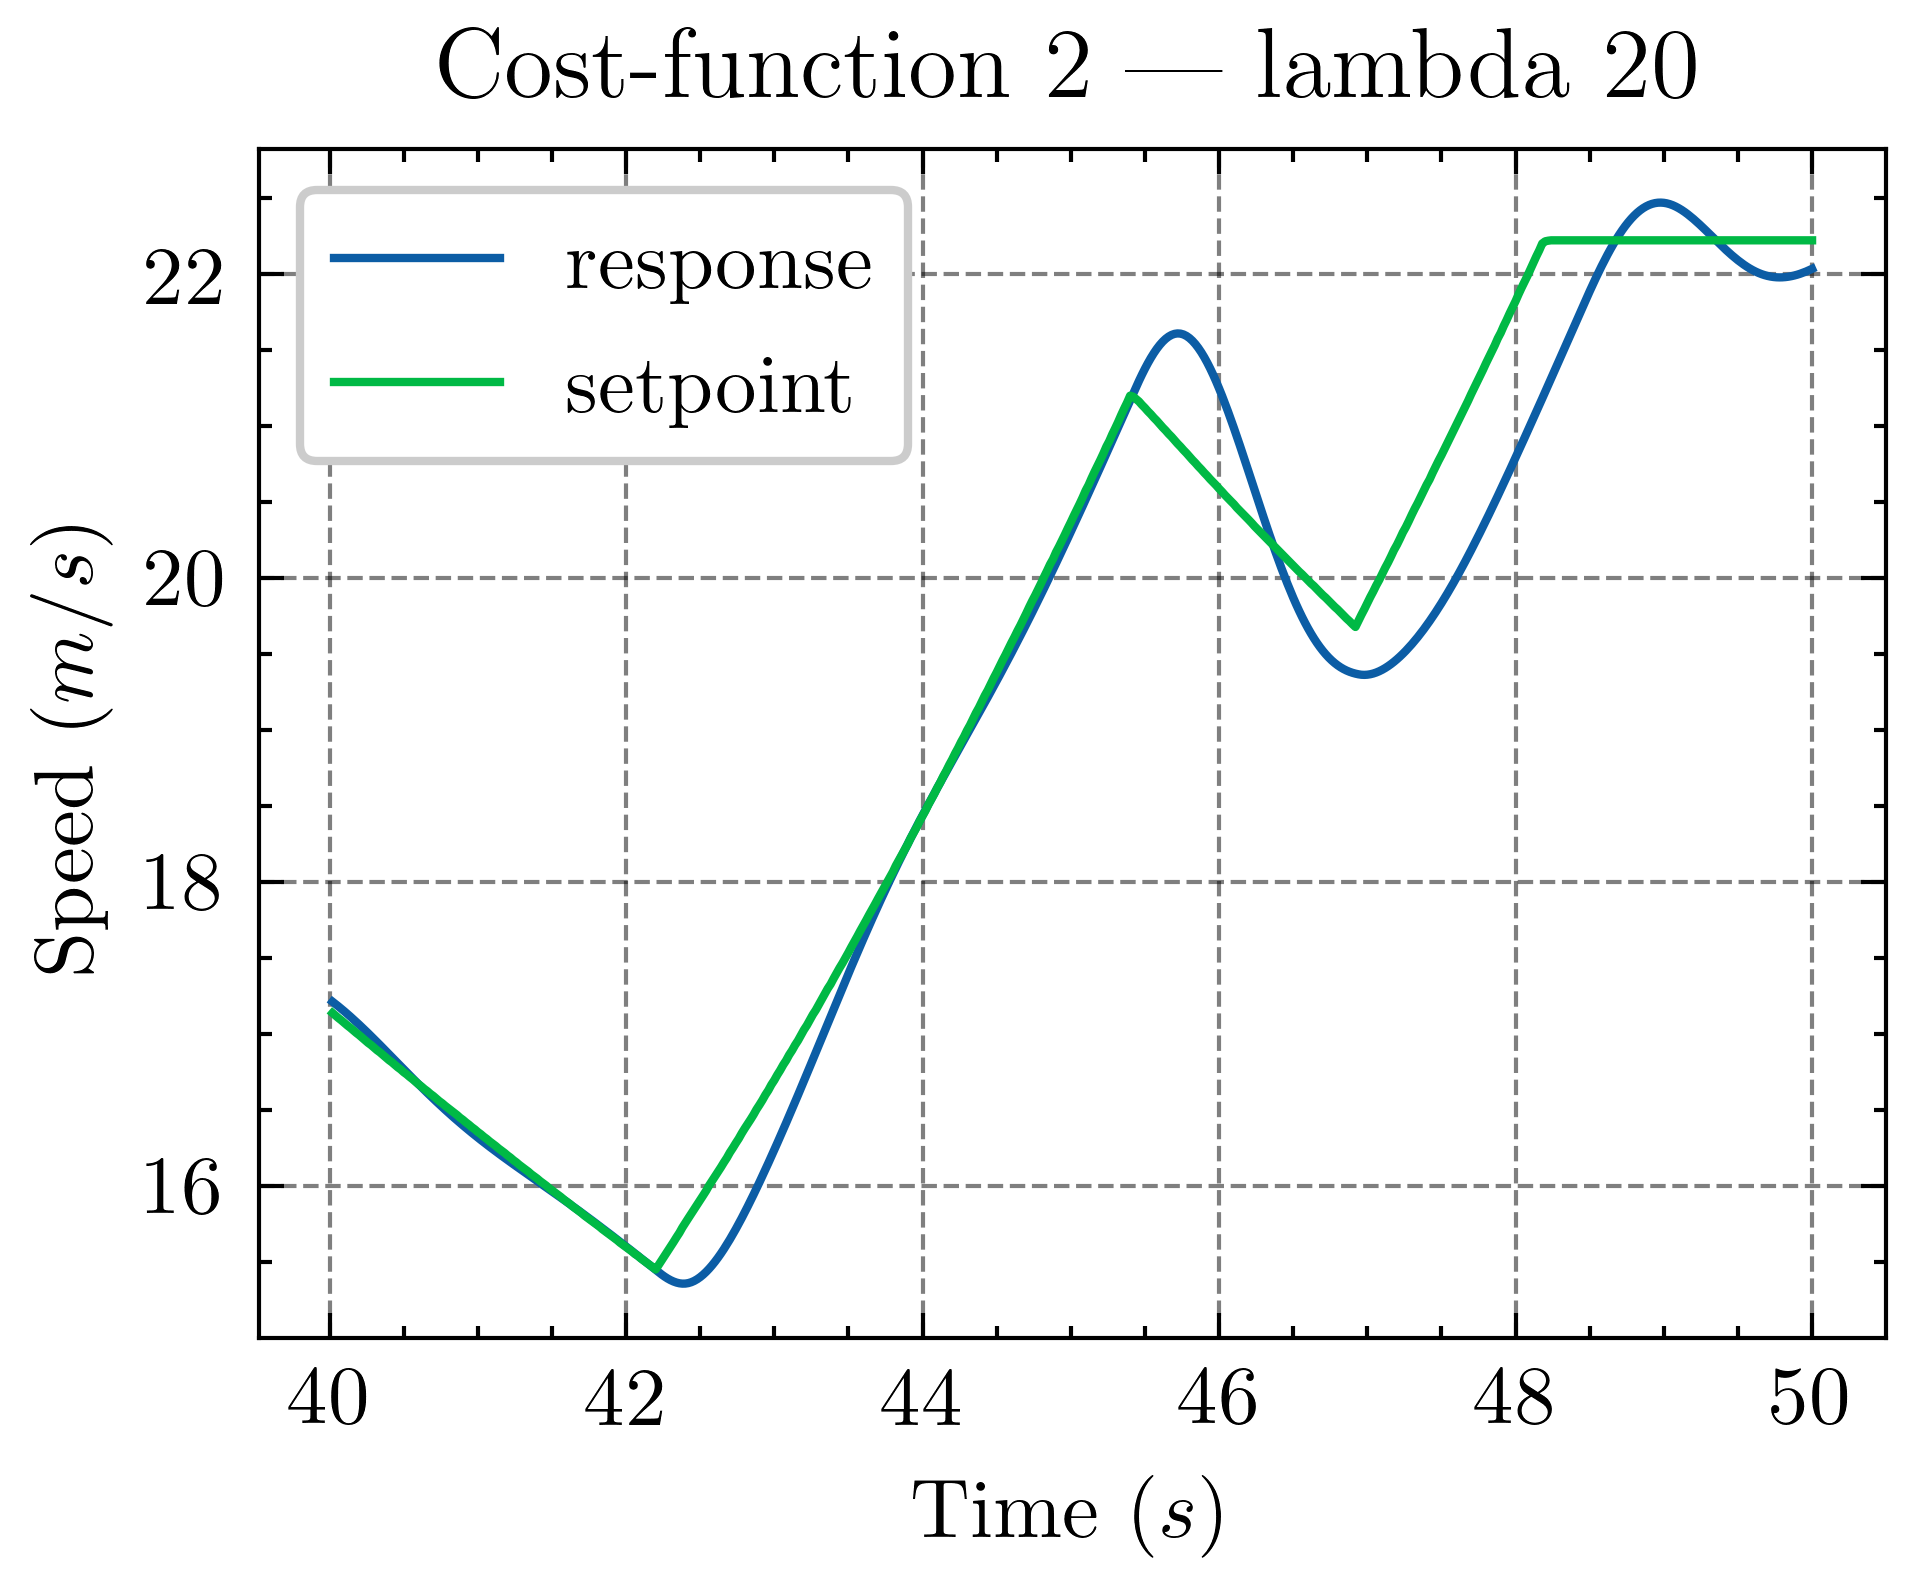 Cost-function 2 — lambda 20
response
setpoint
22
20
18
16
Speed (m/s)
40 42 44 46 48 50
Time (s)